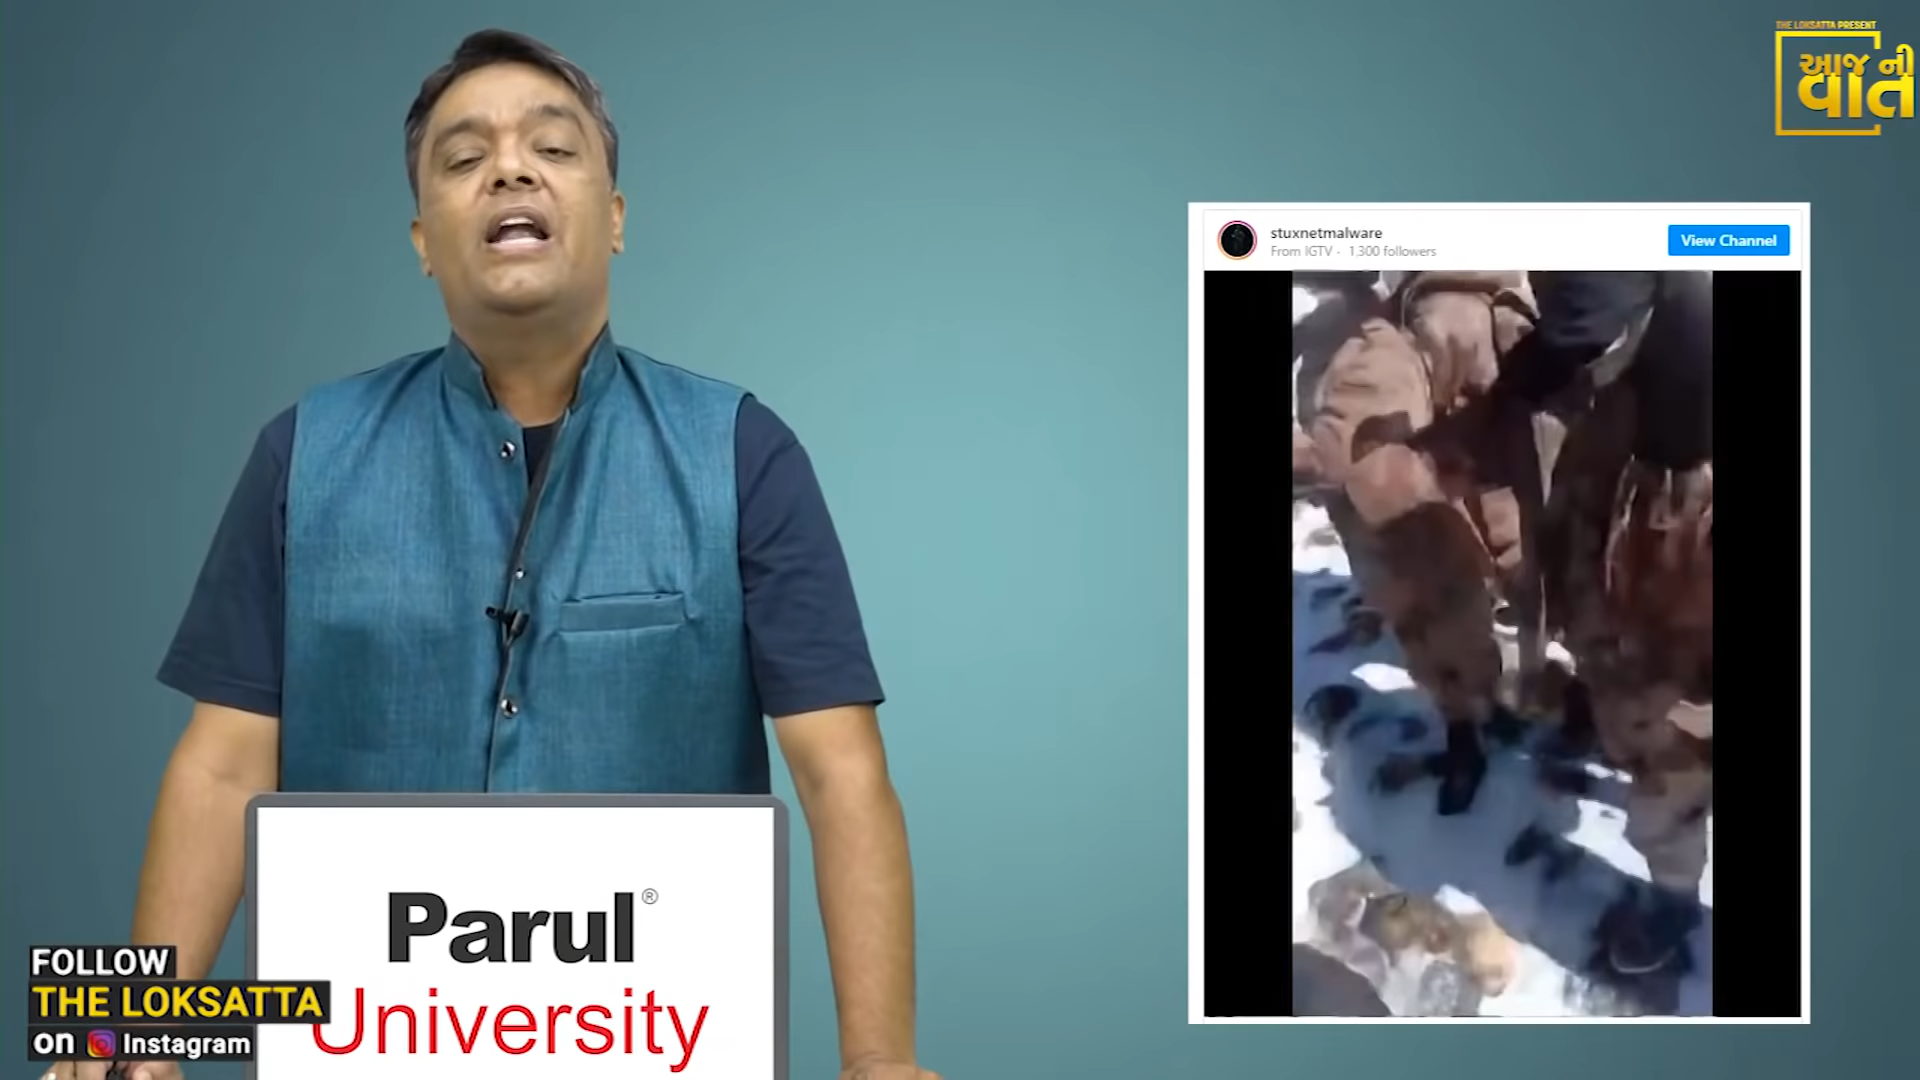 THE LOKSATTA PRESENT
આજ ની
વાત
stuxnetmalware
From IGTV · 1,300 followers
View Channel
Parul®
University
FOLLOW
THE LOKSATTA
on Instagram